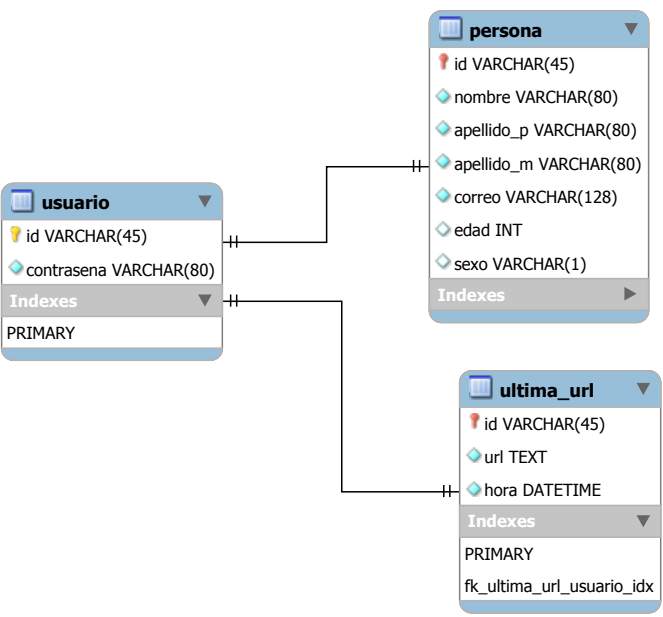 persona
id VARCHAR(45)
nombre VARCHAR(80)
apellido_p VARCHAR(80)
apellido_m VARCHAR(80)
correo VARCHAR(128)
edad INT
sexo VARCHAR(1)
Indexes
usuario
id VARCHAR(45)
contrasena VARCHAR(80)
Indexes
PRIMARY
ultima_url
id VARCHAR(45)
url TEXT
hora DATETIME
Indexes
PRIMARY
fk_ultima_url_usuario_idx